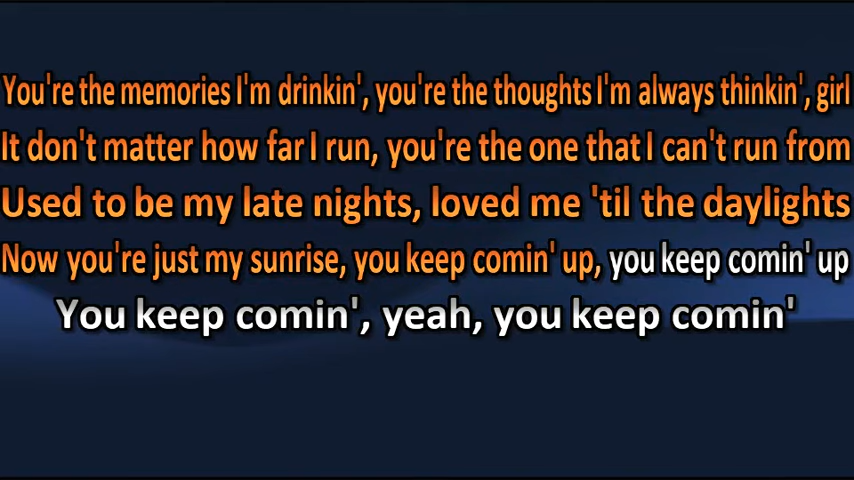 You're the memories I'm drinkin', you're the thoughts I'm always thinkin', girl
It don't matter how far I run, you're the one that I can't run from
Used to be my late nights, loved me 'til the daylights
Now you're just my sunrise, you keep comin' up, you keep comin' up
You keep comin', yeah, you keep comin'